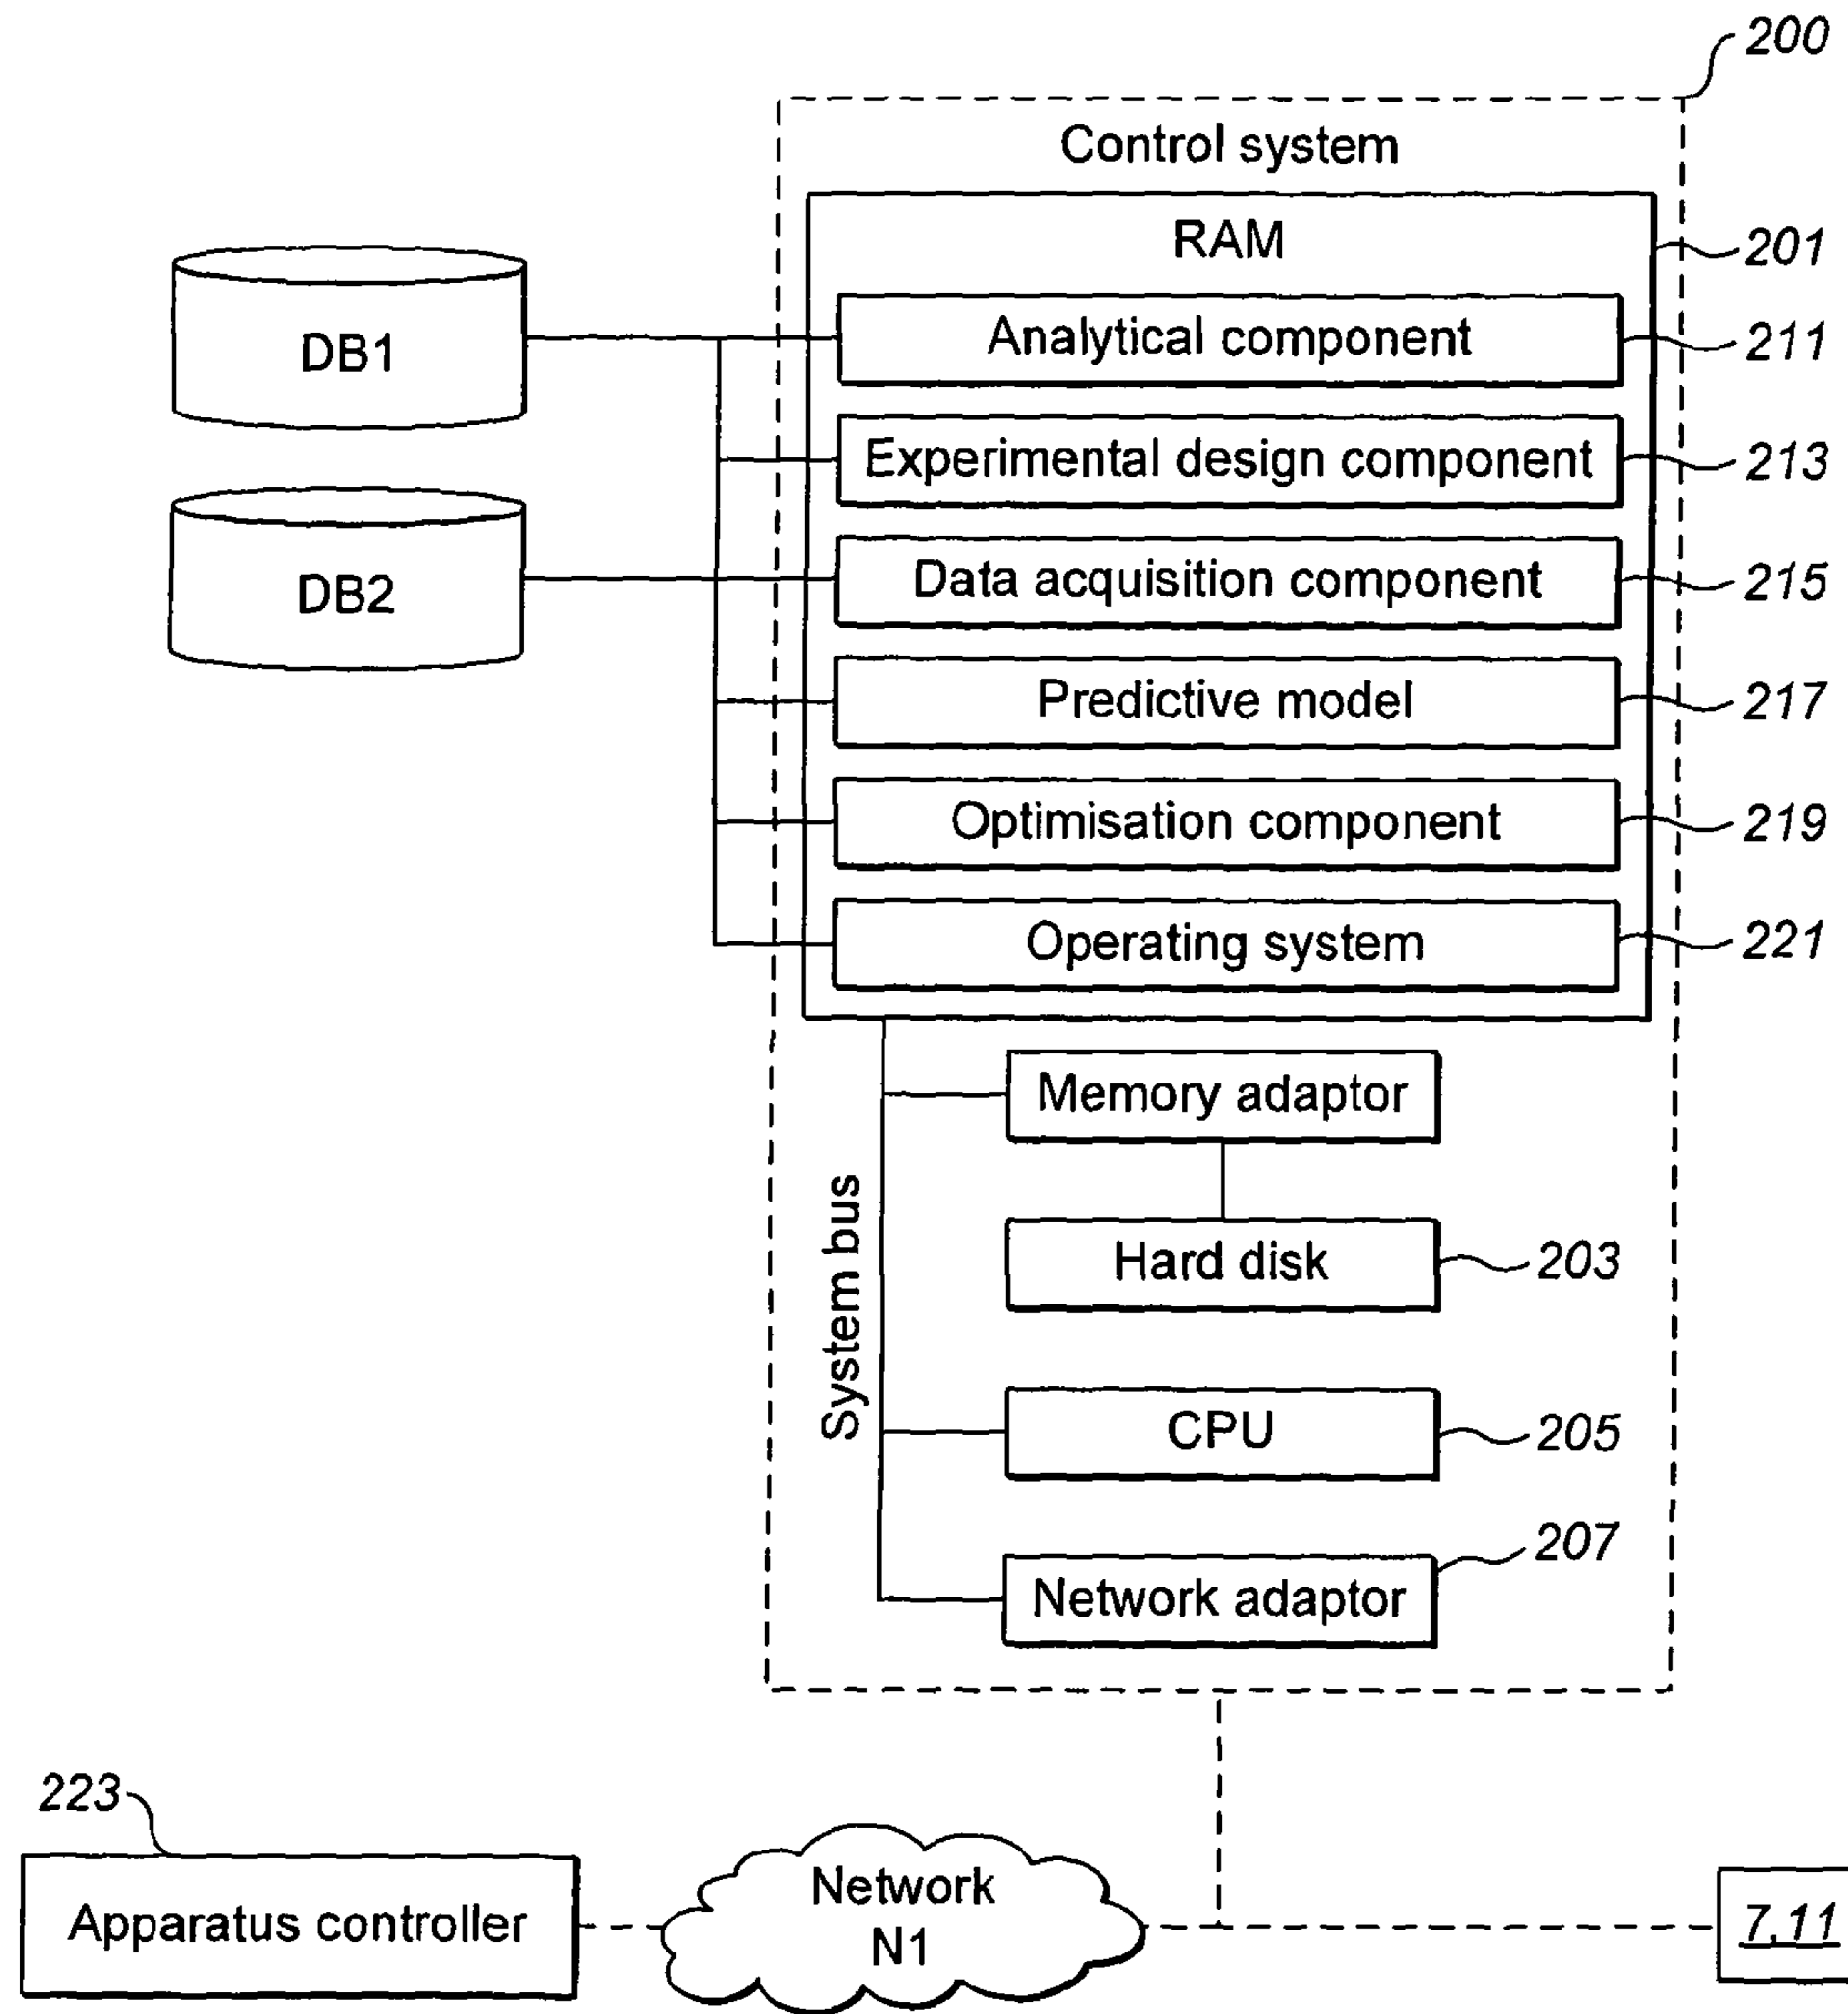 200
Control system
RAM
201
DB1
Analytical component
211
Experimental design component
213
DB2
Data acquisition component
215
Predictive model
217
Optimisation component
219
Operating system
221
System bus
Memory adaptor
Hard disk
203
CPU
205
207
Network adaptor
223
Apparatus controller
Network
N1
7,11